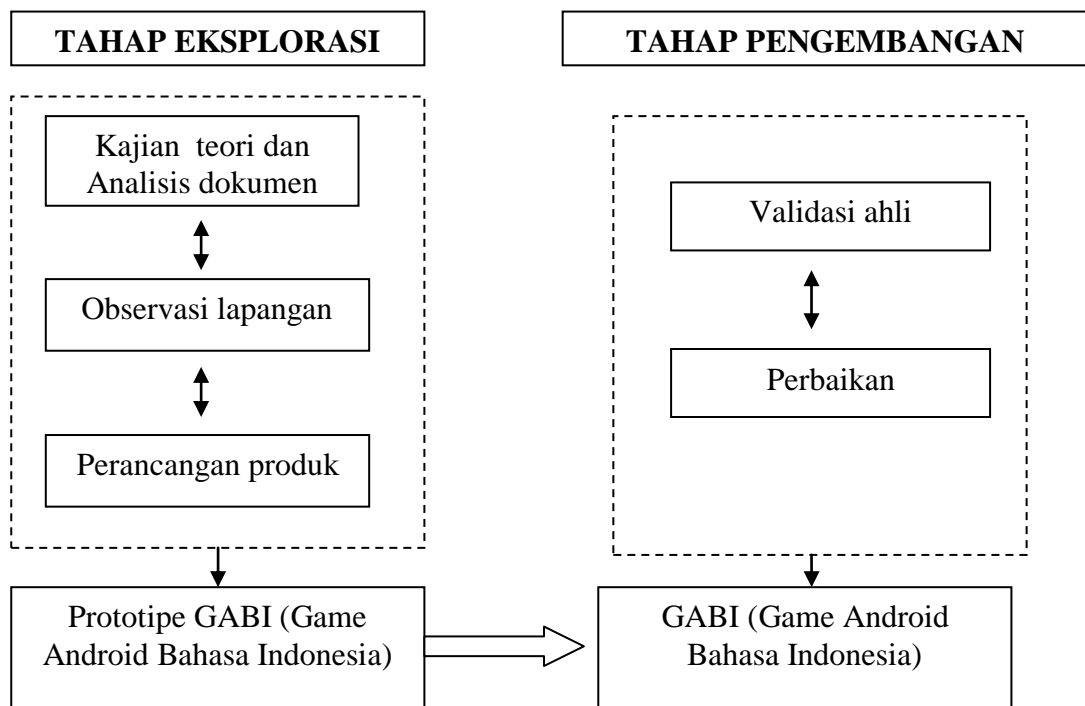 TAHAP EKSPLORASI
Kajian teori dan
Analisis dokumen
Observasi lapangan
Perancangan produk
Prototipe GABI (Game
Android Bahasa Indonesia)
TAHAP PENGEMBANGAN
Validasi ahli
Perbaikan
GABI (Game Android
Bahasa Indonesia)